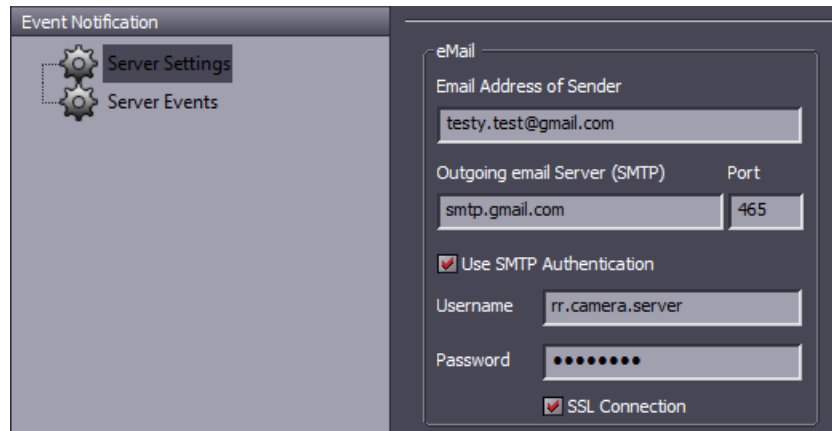 Event Notification
Server Settings
Server Events
eMail
Email Address of Sender
testy.test@gmail.com
Outgoing email Server (SMTP) Port
smtp.gmail.com 465
Use SMTP Authentication
Username rr.camera.server
Password ••••••••
SSL Connection